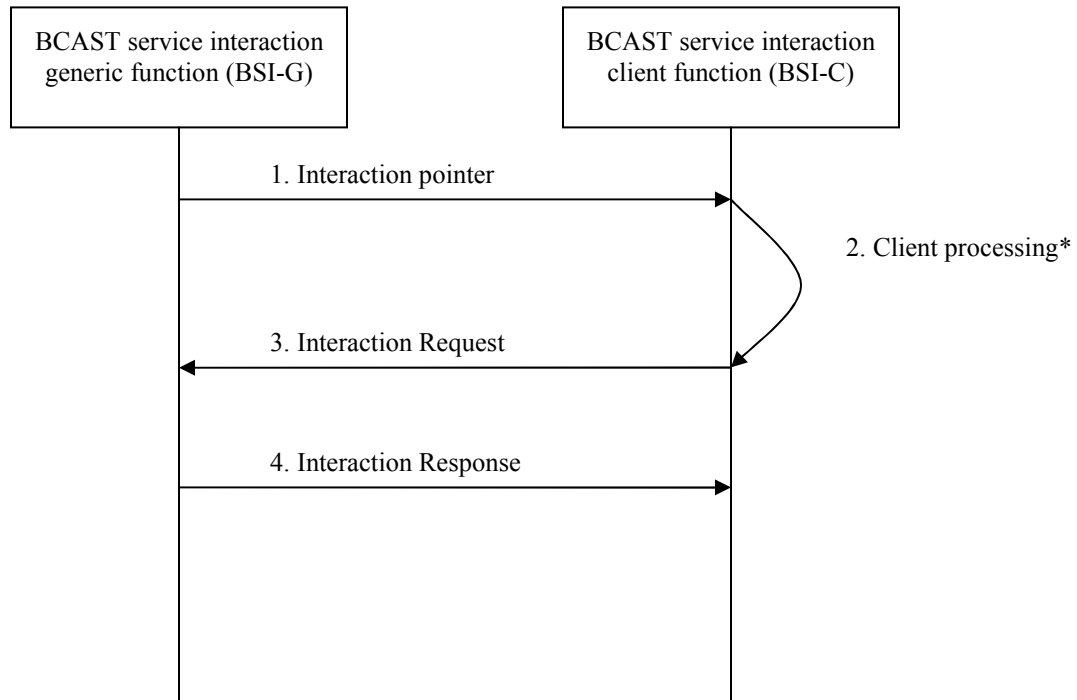 BCAST service interaction
generic function (BSI-G)
BCAST service interaction
client function (BSI-C)
1. Interaction pointer
2. Client processing*
3. Interaction Request
4. Interaction Response